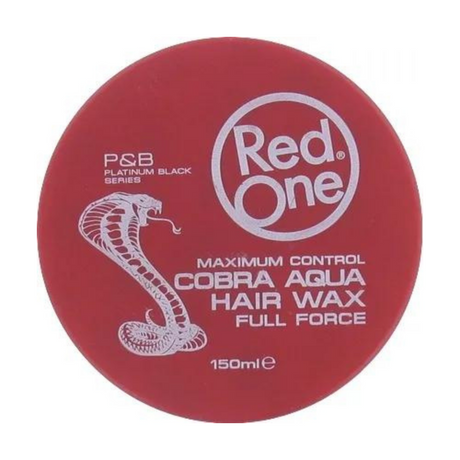 Red
One®
P&B
PLATINUM BLACK
SERIES
MAXIMUM CONTROL
COBRA AQUA
HAIR WAX
FULL FORCE
150ml e